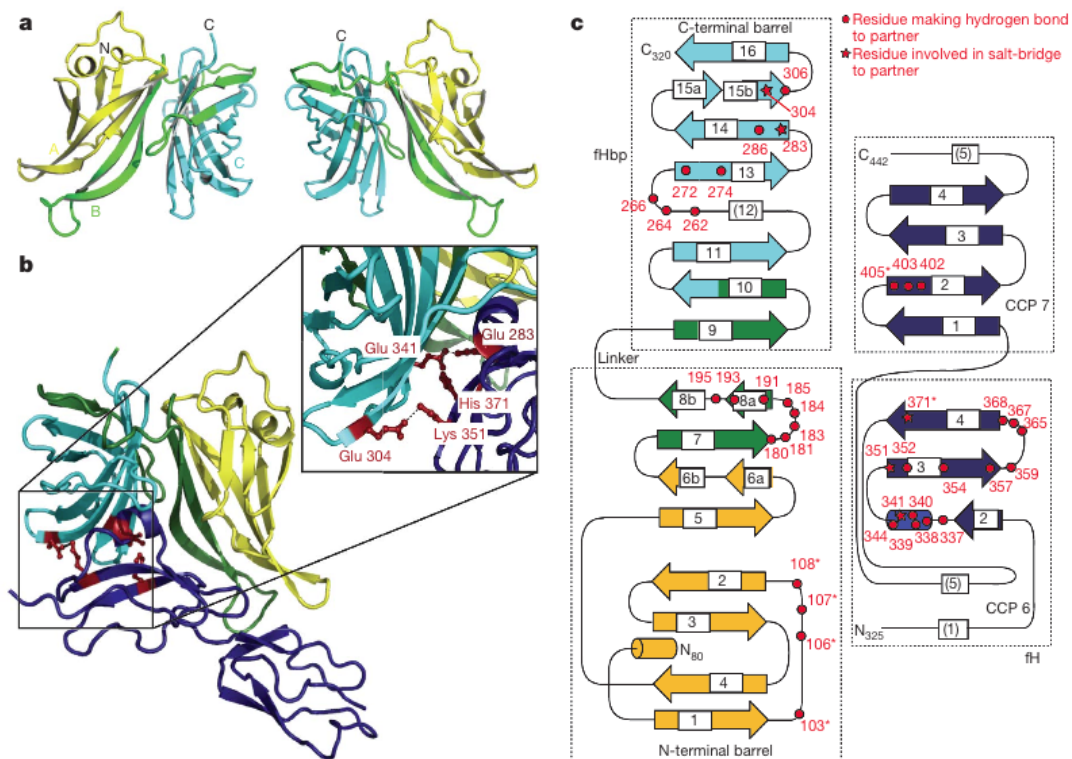 a
N
C
A
B
C
C
b
Glu 341
Glu 283
His 371
Lys 351
Glu 304
c
Residue making hydrogen bond
to partner
Residue involved in salt-bridge
to partner
C-terminal barrel
C320
16
306
15a
15b
304
14
286
283
fHbp
13
272
274
266
264
262
(12)
11
10
9
Linker
195
193
191
185
184
183
181
180
8b
8a
7
6b
6a
5
2
108*
107*
3
106*
N80
4
1
103*
N-terminal barrel
C442
(5)
4
3
405*
403
402
2
CCP 7
1
371*
368
367
365
4
351
352
3
354
357
359
341
340
2
344
339
338
337
(5)
CCP 6
N325
(1)
fH